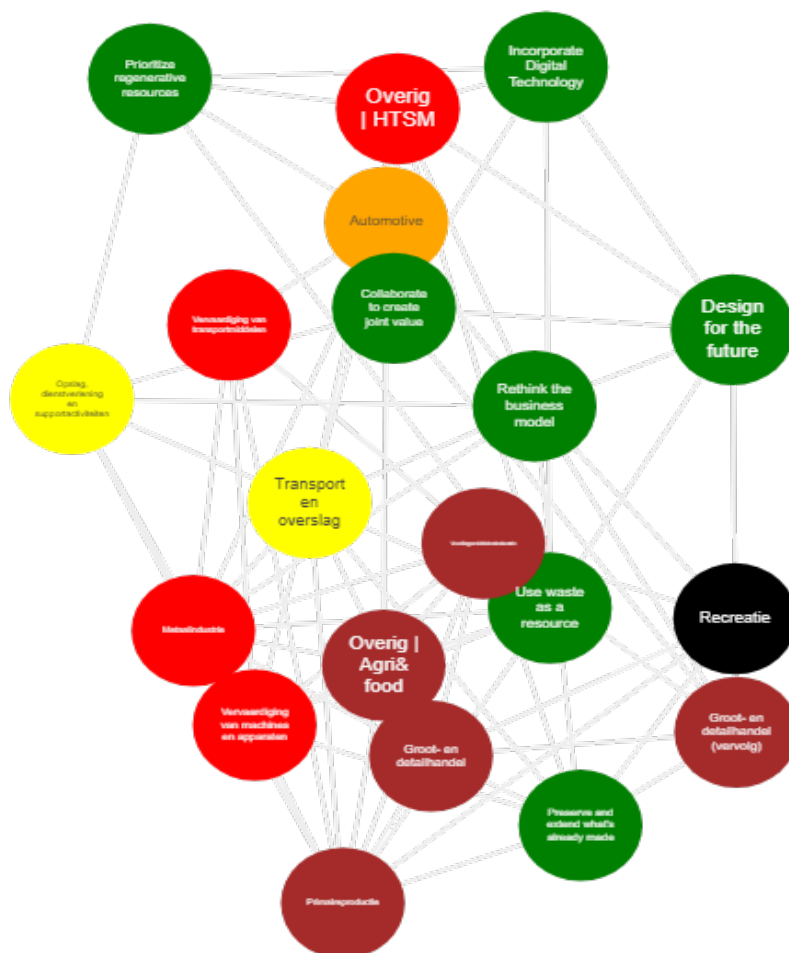 Prioritize
regenerative
resources
Incorporate
Digital
Technology
Overig
| HTSM
Automotive
Collaborate
to create
joint value
Vervaardiging van
transportmiddelen
Design
for the
future
Opslag,
dienstverlening
en
supportactiviteiten
Rethink the
business
model
Transport
en
overslag
Voedingsmiddelenindustrie
Use waste
as a
resource
Metaalindustrie
Recreatie
Overig |
Agri&
food
Vervaardiging
van machines
en apparaten
Groot- en
detailhandel
Groot- en
detailhandel
(vervolg)
Preserve and
extend what's
already made
Primaireproductie